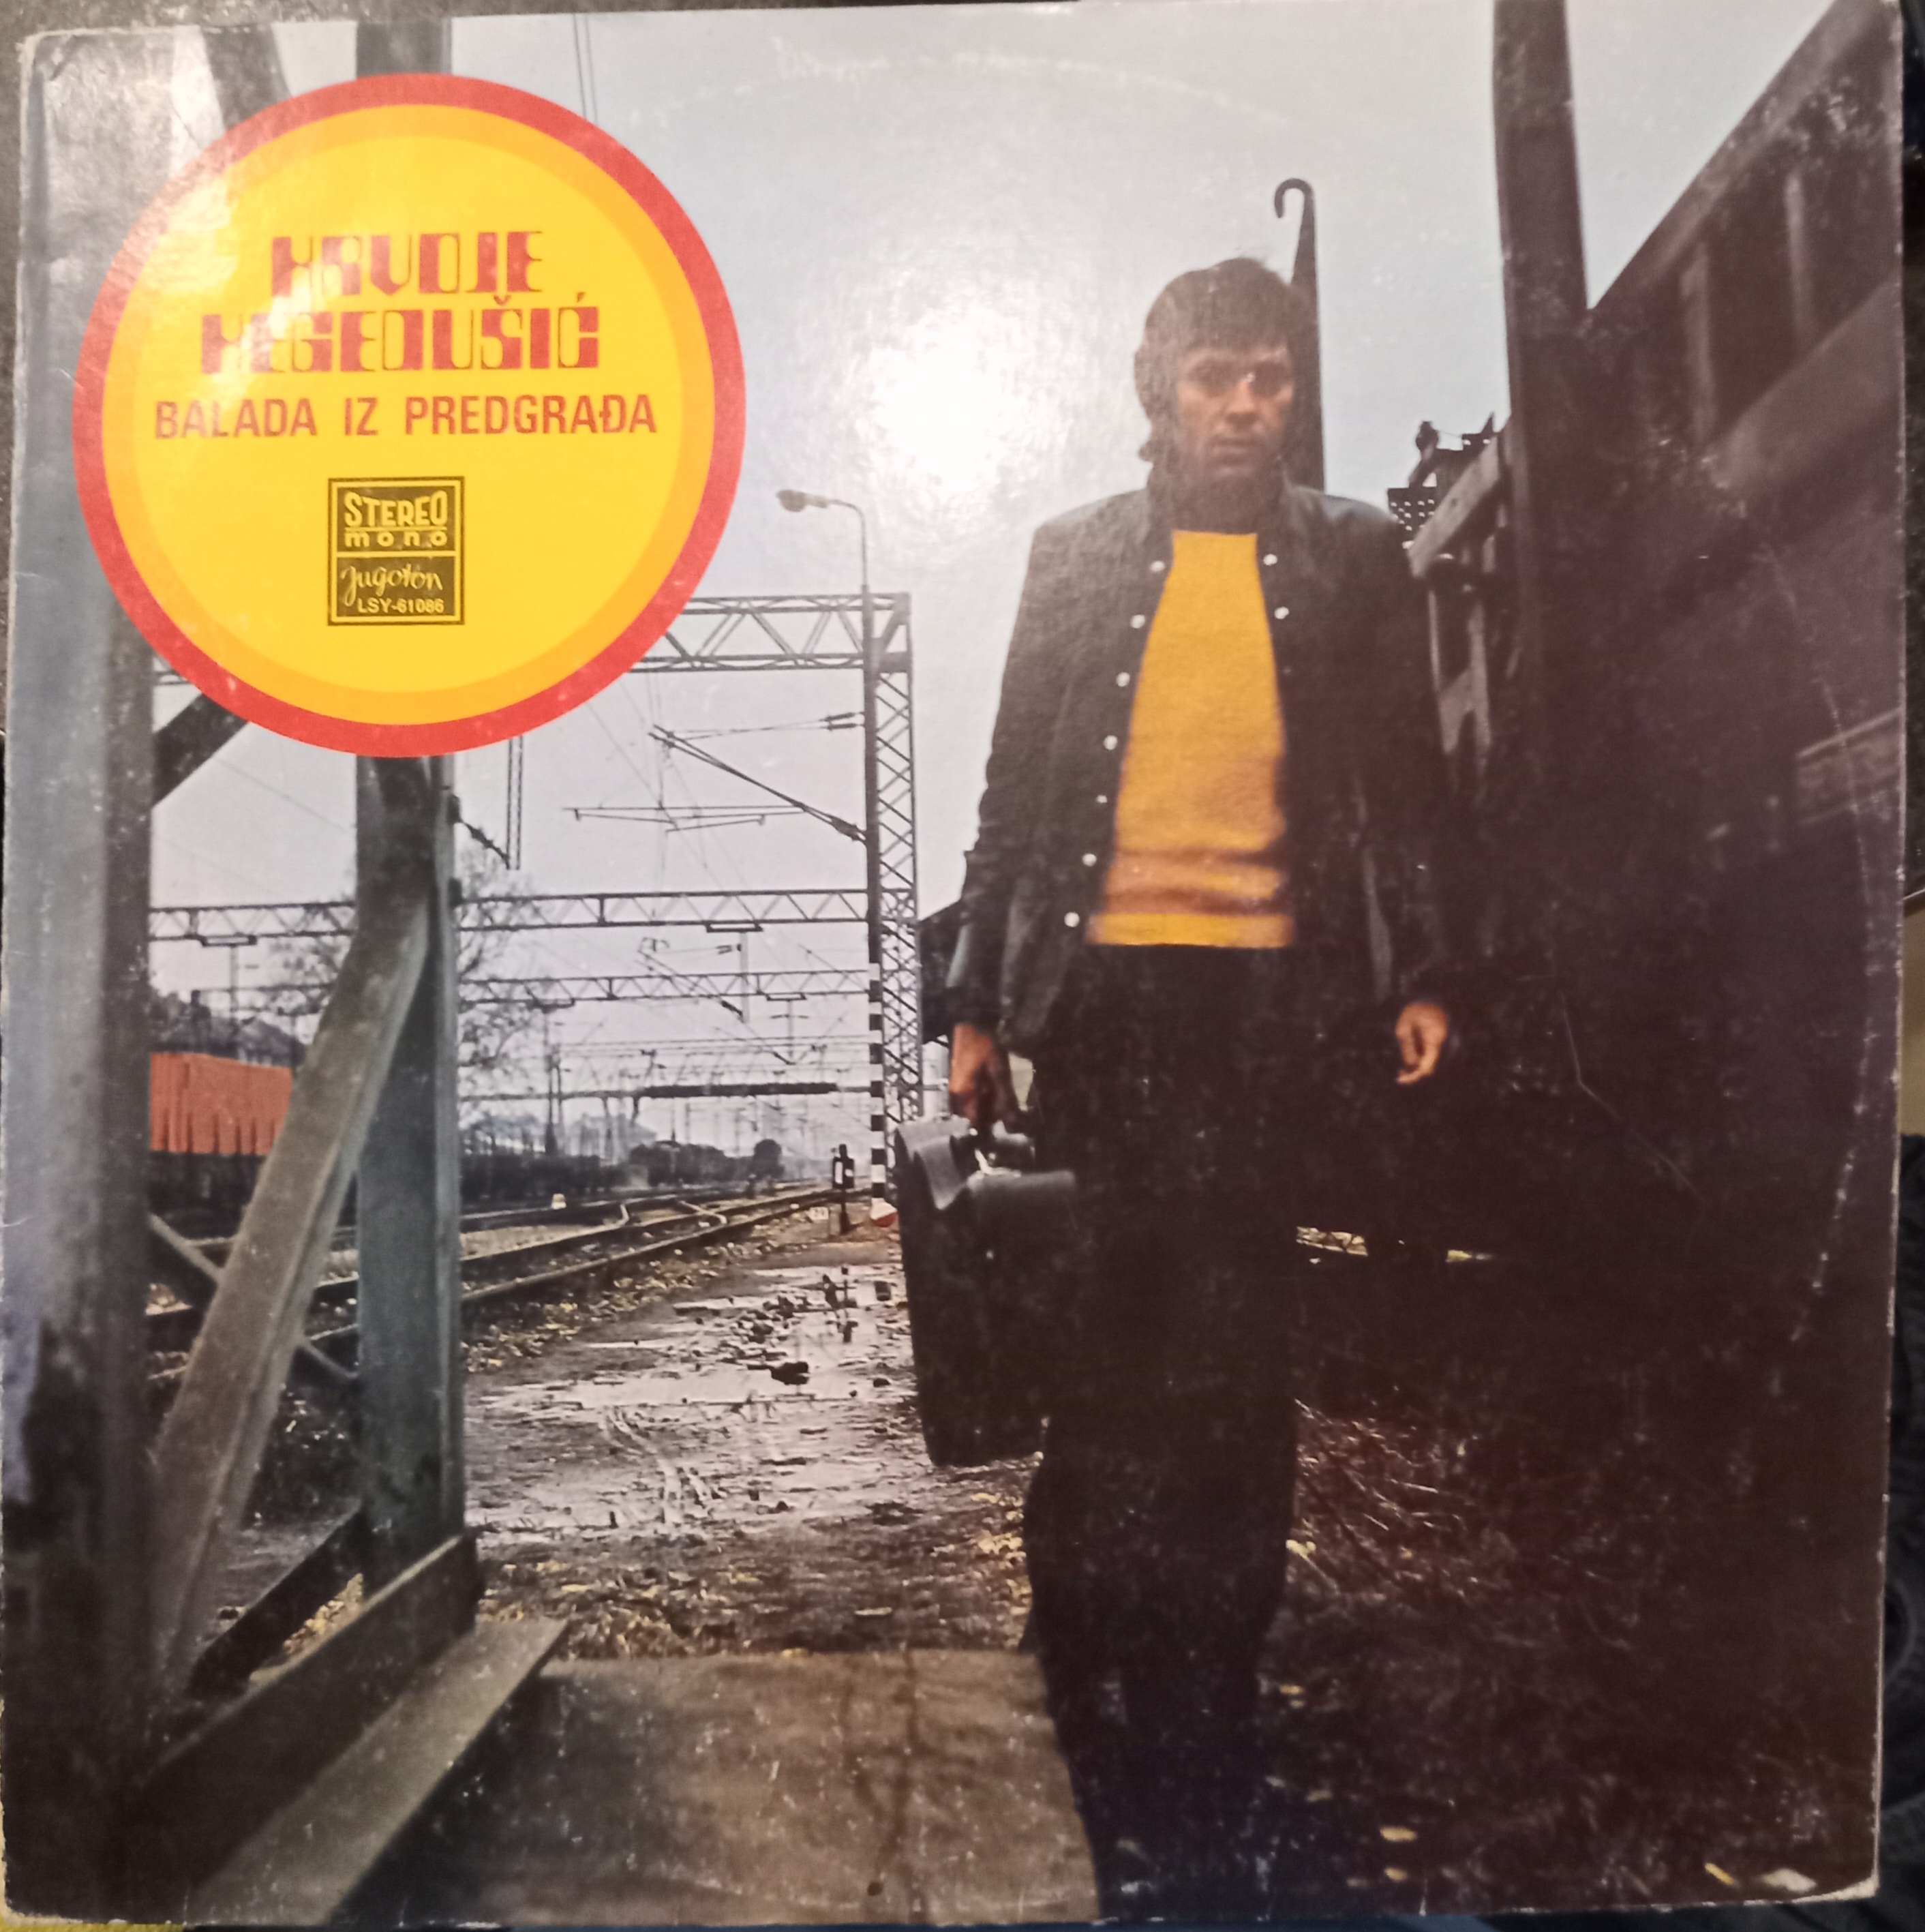 HRVOJE
HEGEDUŠIĆ
BALADA IZ PREDGRAĐA
STEREO
mono
Jugoton
LSY-61086